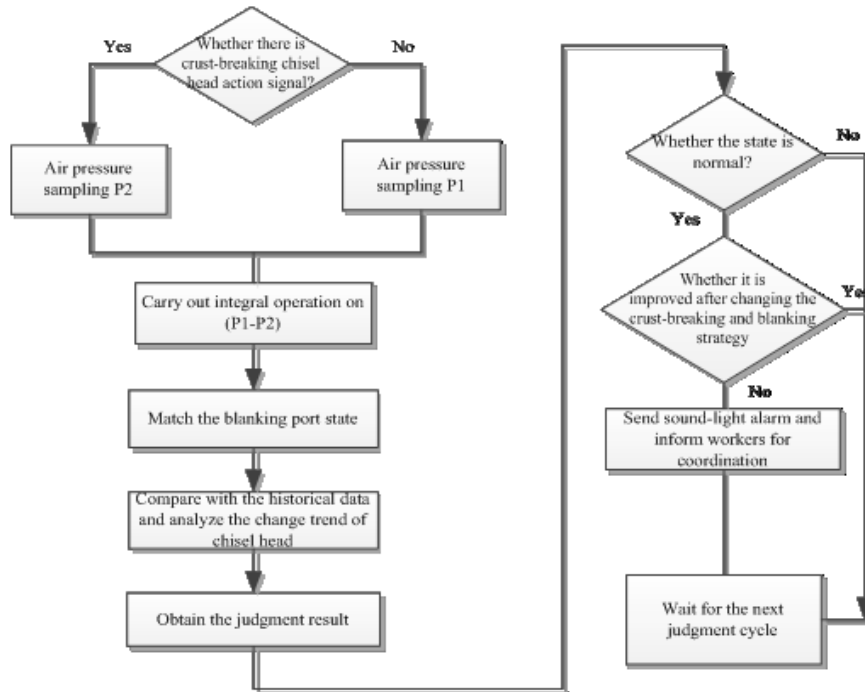 Yes
Whether there is
crust-breaking chisel
head action signal?
No
Air pressure
sampling P2
Air pressure
sampling P1
Carry out integral operation on
(P1-P2)
Match the blanking port state
Compare with the historical data
and analyze the change trend of
chisel head
Obtain the judgment result
Whether the state is
normal?
No
Yes
Whether it is
improved after changing the
crust-breaking and blanking
strategy
Yes
No
Send sound-light alarm and
inform workers for
coordination
Wait for the next
judgment cycle